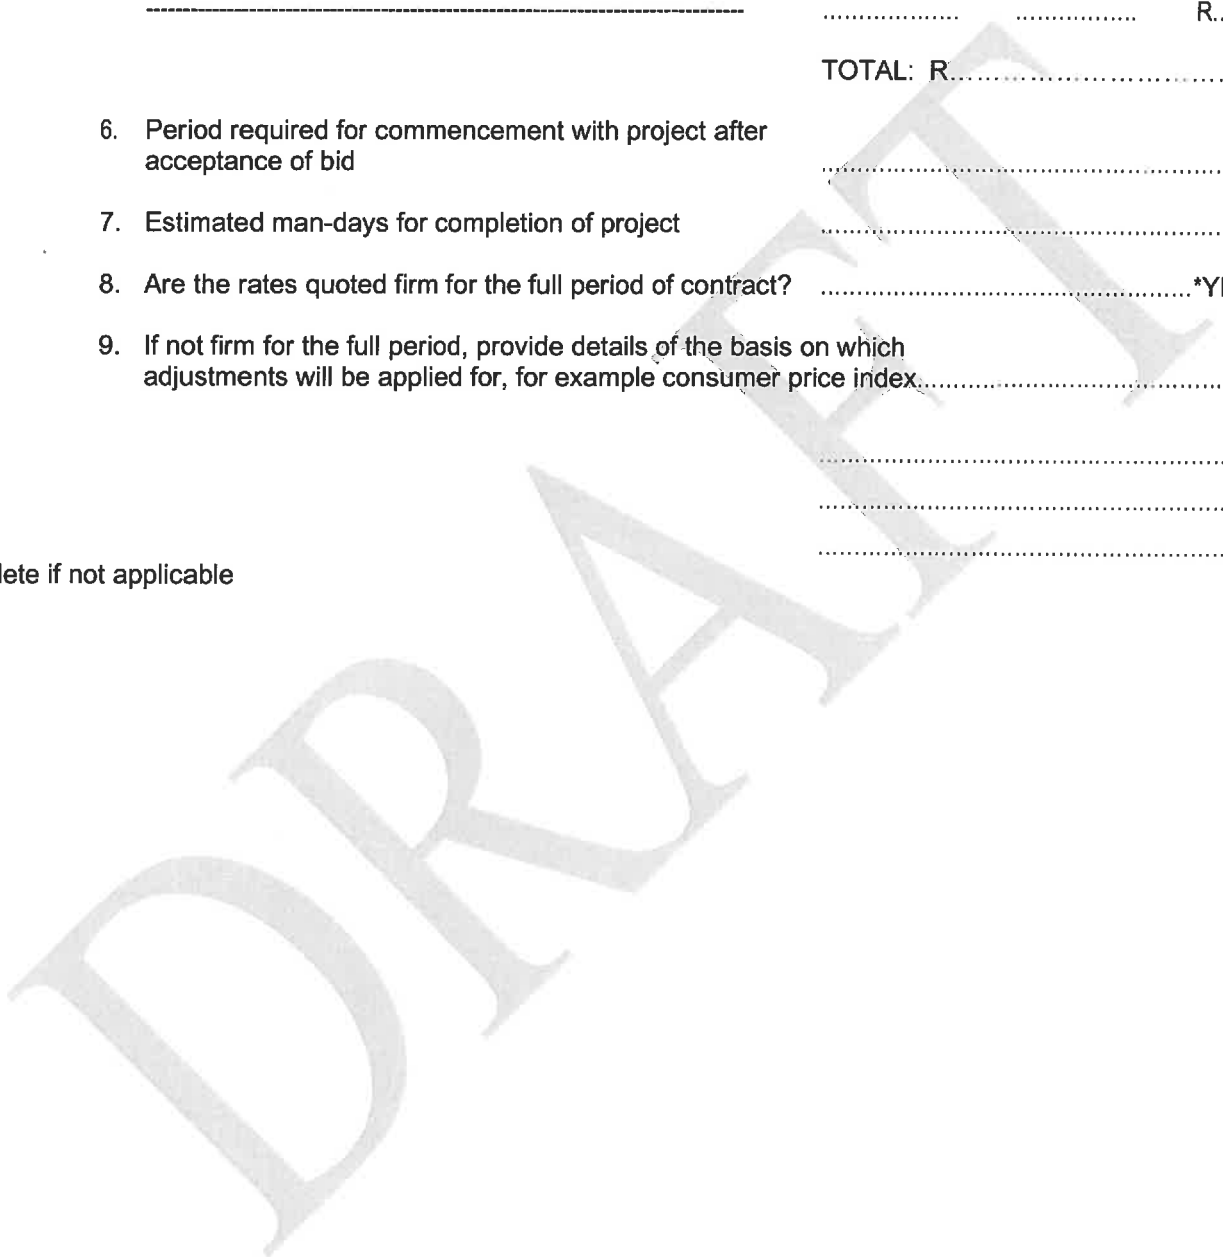 ---------------------------------------------------------------------------- .................. ................ R..
TOTAL: R.......................................
6. Period required for commencement with project after
acceptance of bid .......................................................
7. Estimated man-days for completion of project .......................................................
8. Are the rates quoted firm for the full period of contract? ..................................................*Y
9. If not firm for the full period, provide details of the basis on which
adjustments will be applied for, for example consumer price index..........................................
.......................................................
.......................................................
.......................................................
lete if not applicable
DRAFT